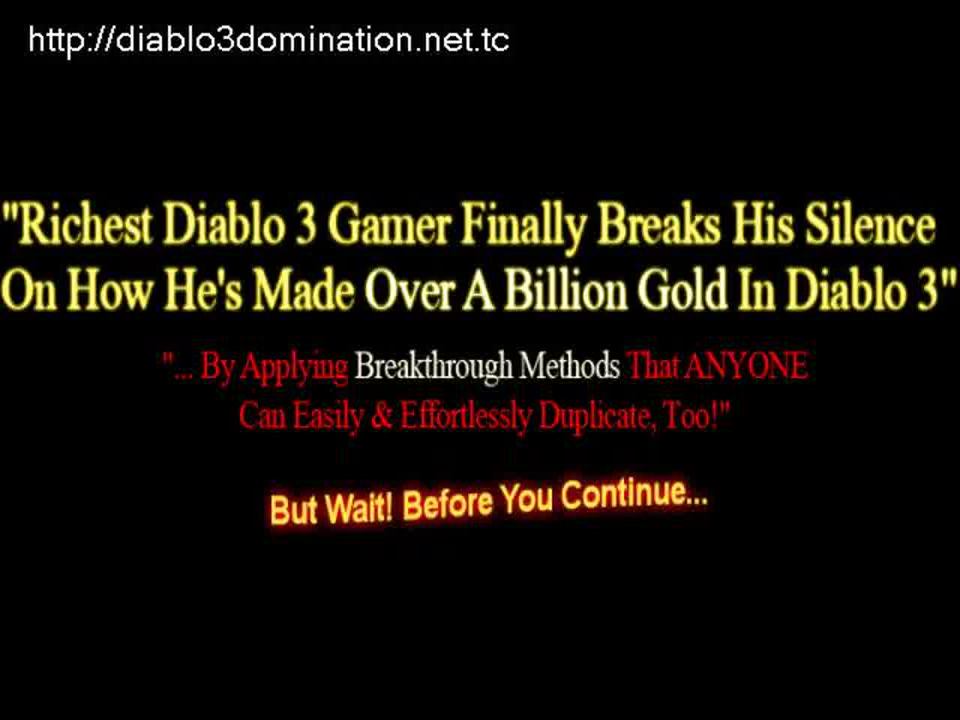 http://diablo3domination.net.tc
"Richest Diablo 3 Gamer Finally Breaks His Silence
On How He's Made Over A Billion Gold In Diablo 3"
"... By Applying Breakthrough Methods That ANYONE
Can Easily & Effortlessly Duplicate, Too!"
But Wait! Before You Continue...